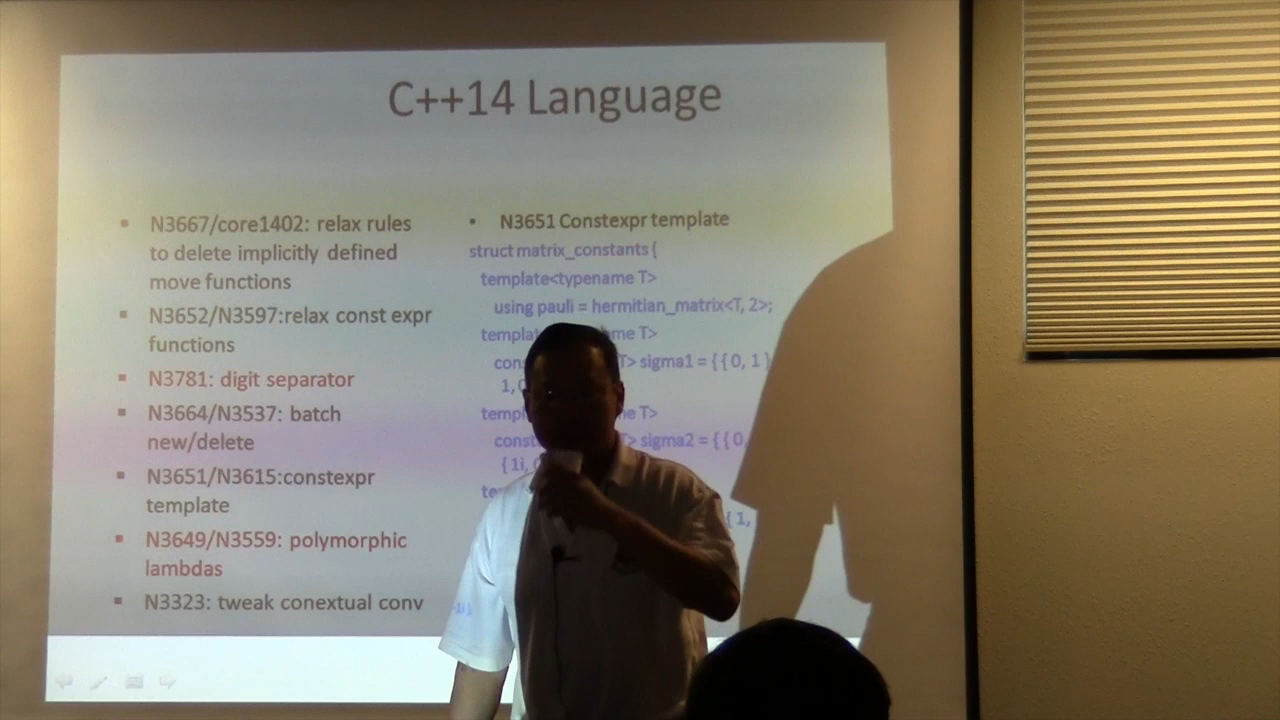 C++14 Language
▪ N3667/core1402: relax rules
to delete implicitly defined
move functions
▪ N3652/N3597:relax const expr
functions
▪ N3781: digit separator
▪ N3664/N3537: batch
new/delete
▪ N3651/N3615:constexpr
template
▪ N3649/N3559: polymorphic
lambdas
▪ N3323: tweak conextual conv
• N3651 Constexpr template
struct matrix_constants {
template<typename T>
using pauli = hermitian_matrix<T, 2>;
T>
T> sigma1 = { { 0, 1 }
1,
T>
T> sigma2 = { { 0,
{ 1i,
{ 1,